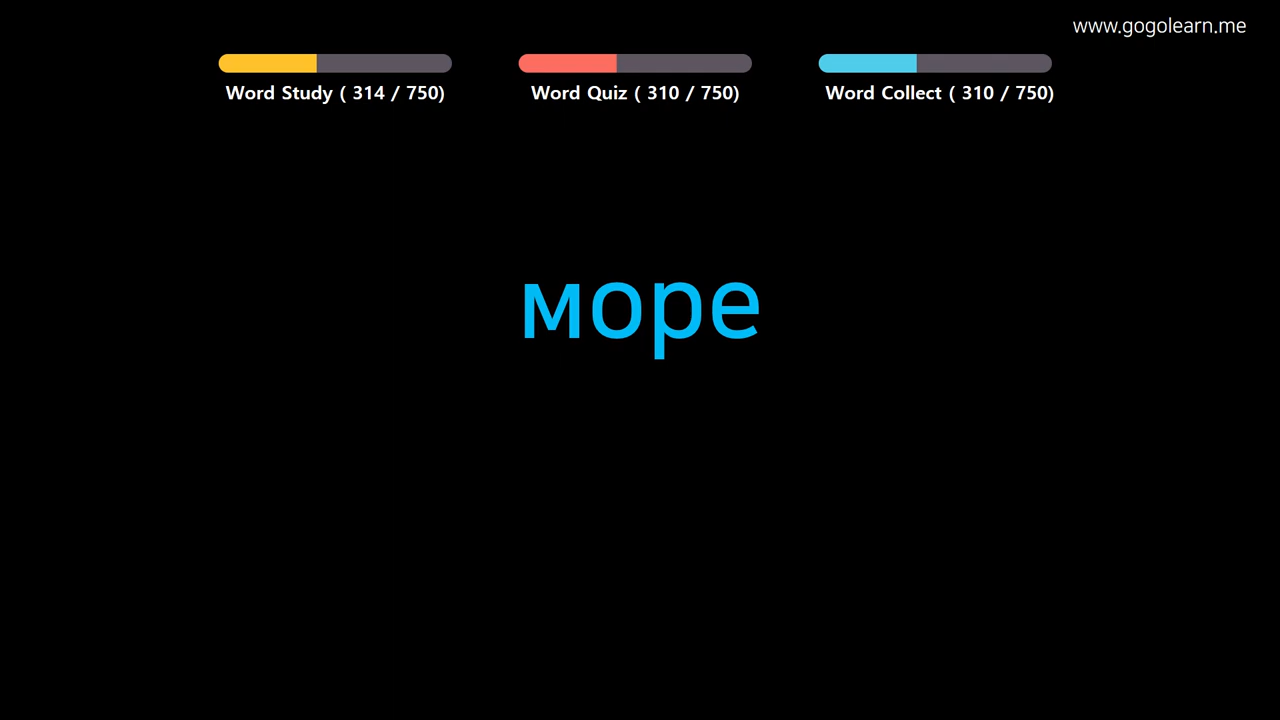 www.gogolearn.me
Word Study ( 314 / 750)
Word Quiz ( 310 / 750)
Word Collect ( 310 / 750)
море